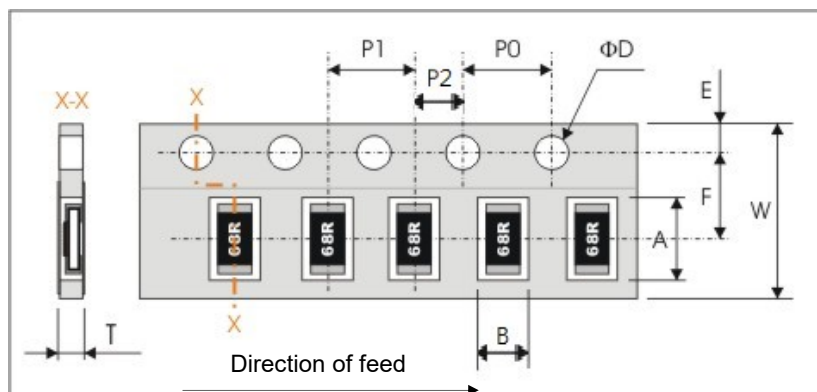 P1
P0
ΦD
P2
E
X-X
X
F
W
A
68R
68R
68R
68R
68R
T
X
B
Direction of feed